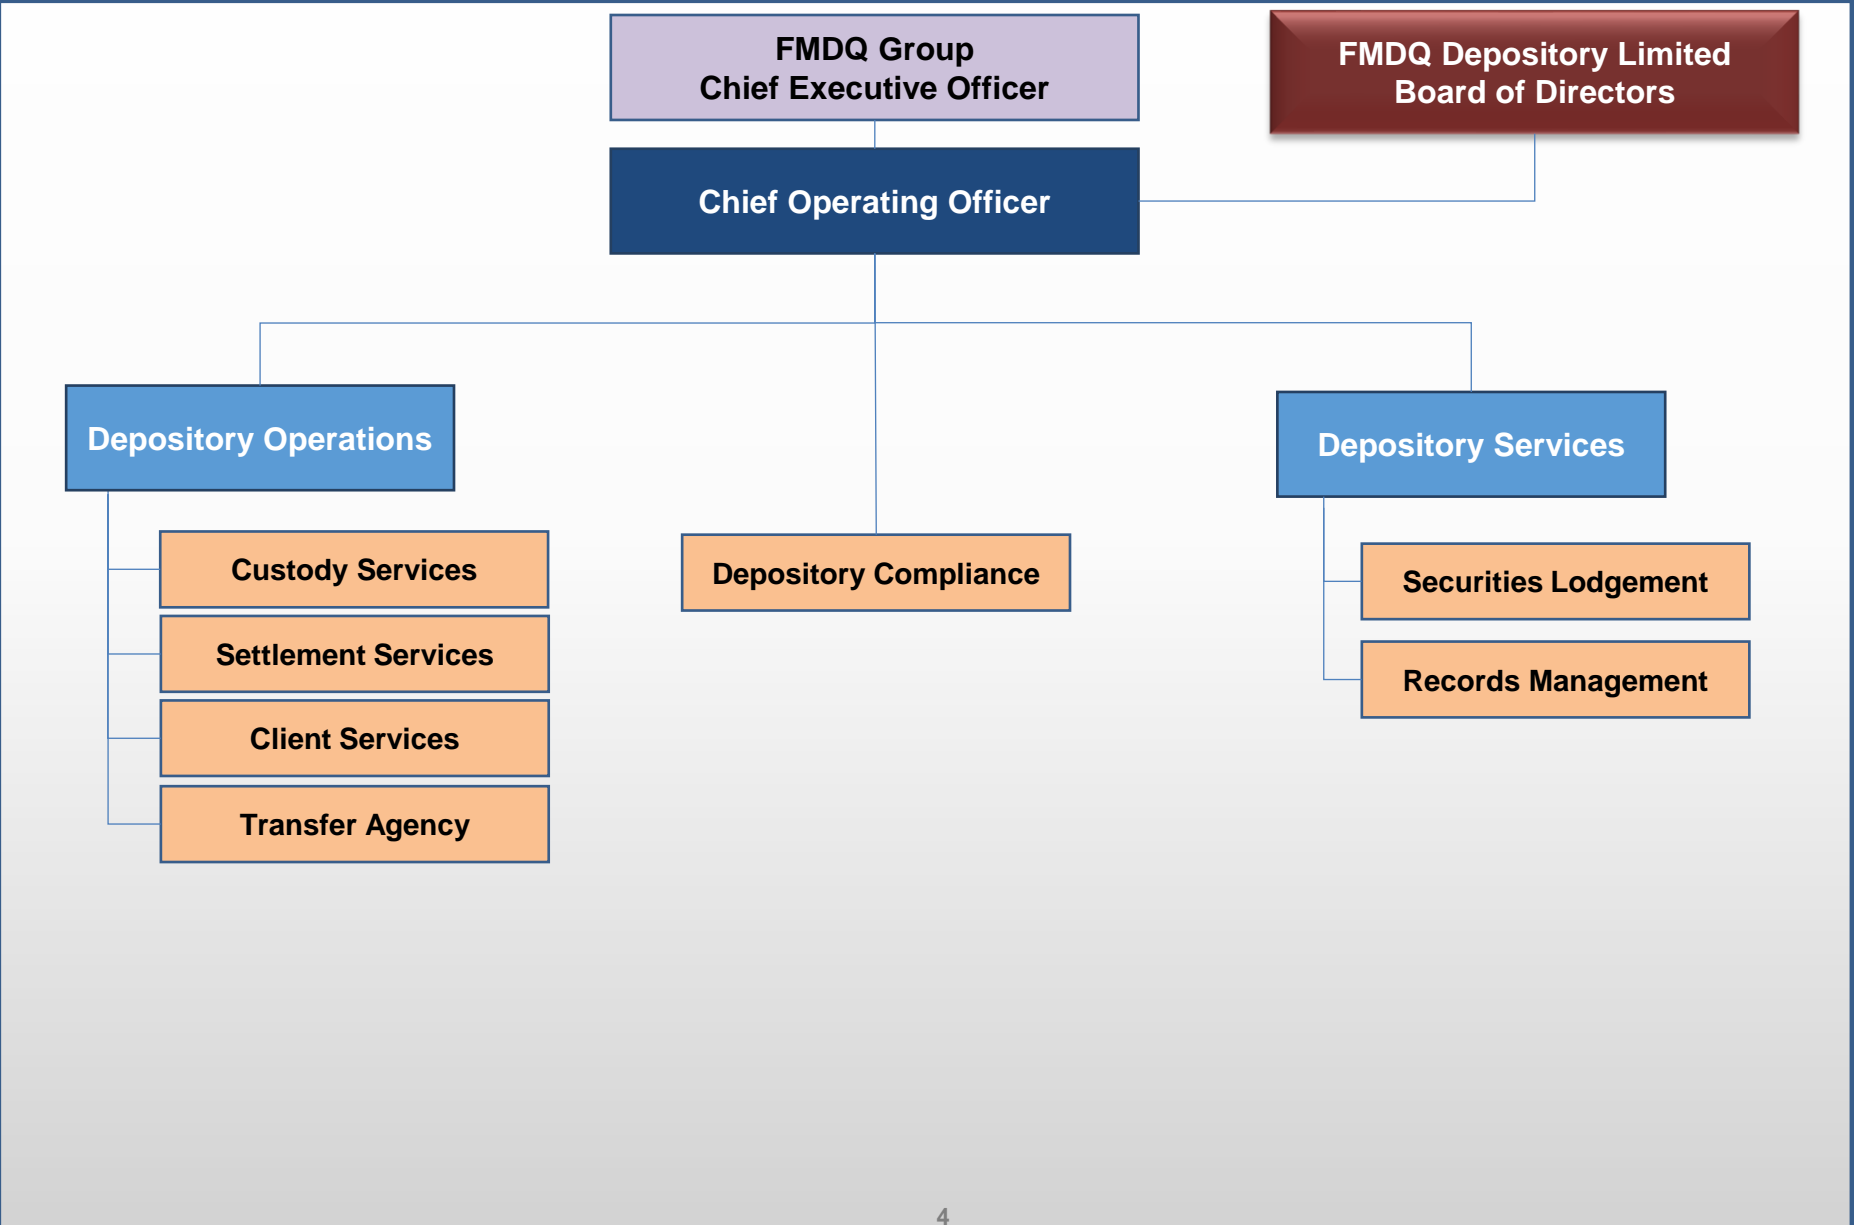 FMDQ Group
Chief Executive Officer
FMDQ Depository Limited
Board of Directors
Chief Operating Officer
Depository Operations
Depository Services
Custody Services
Settlement Services
Client Services
Transfer Agency
Depository Compliance
Securities Lodgement
Records Management
4